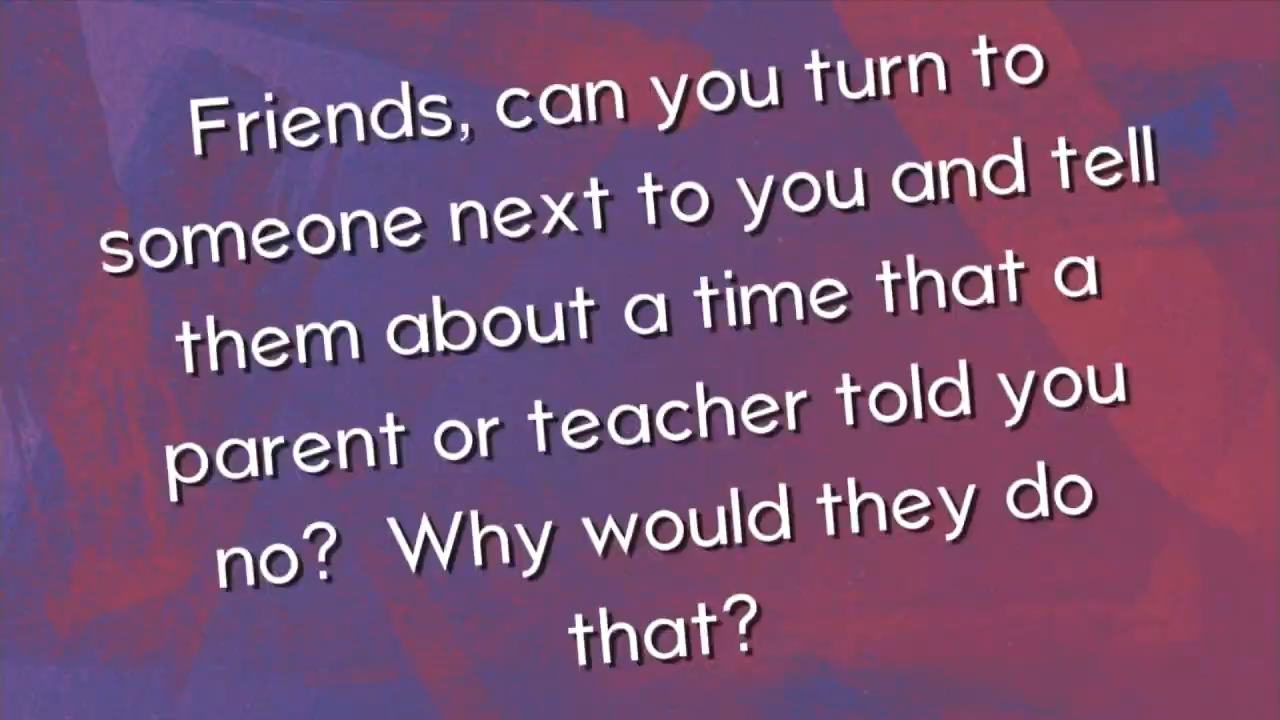 Friends, can you turn to
someone next to you and tell
them about a time that a
parent or teacher told you
no?  Why would they do
that?